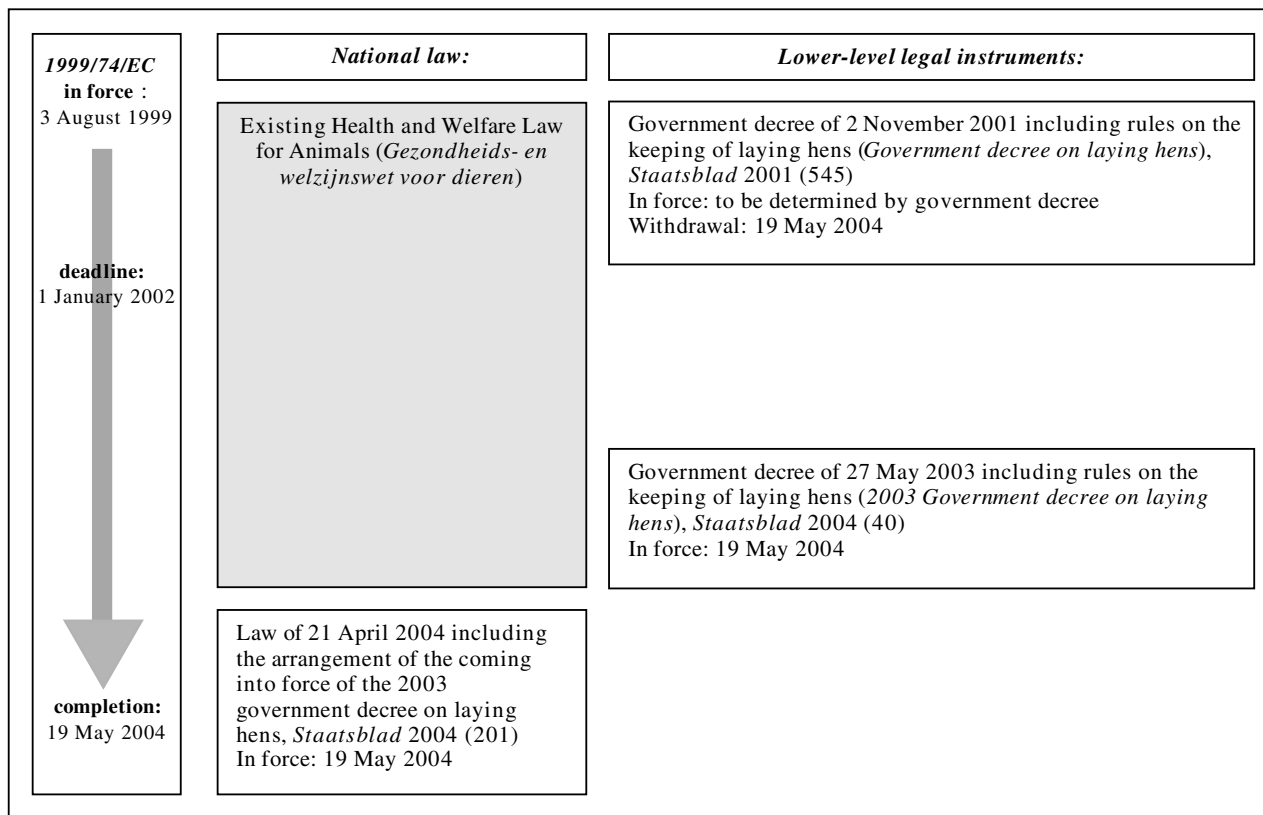 1999/74/EC
in force :
3 August 1999
deadline:
1 January 2002
completion:
19 May 2004
National law:
Existing Health and Welfare Law
for Animals (Gezondheids- en
welzijnswet voor dieren)
Law of 21 April 2004 including
the arrangement of the coming
into force of the 2003
government decree on laying
hens, Staatsblad 2004 (201)
In force: 19 May 2004
Lower-level legal instruments:
Government decree of 2 November 2001 including rules on the
keeping of laying hens (Government decree on laying hens),
Staatsblad 2001 (545)
In force: to be determined by government decree
Withdrawal: 19 May 2004
Government decree of 27 May 2003 including rules on the
keeping of laying hens (2003 Government decree on laying
hens), Staatsblad 2004 (40)
In force: 19 May 2004